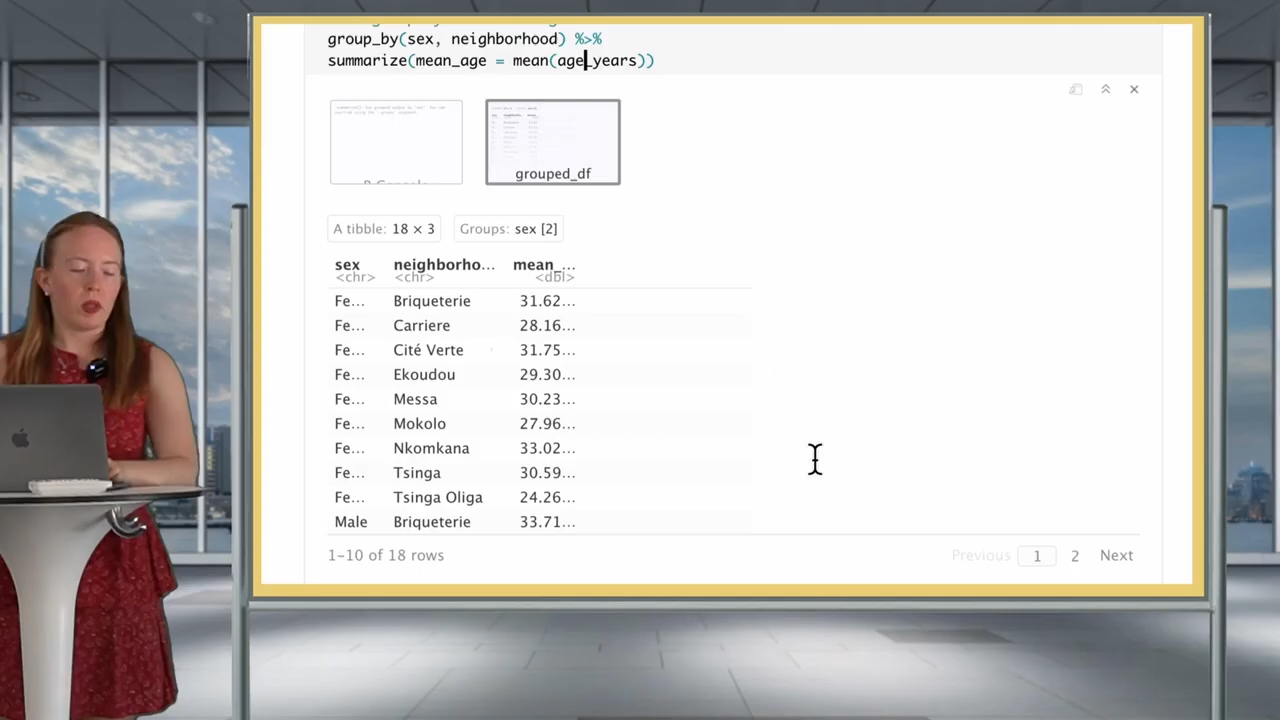 group_by(sex, neighborhood) %>%
summarize(mean_age = mean(age_years))
grouped_df
A tibble: 18 × 3 Groups: sex [2]
sex neighborho... mean_...
<chr> <chr> <dbl>
Fe... Briqueterie 31.62...
Fe... Carriere 28.16...
Fe... Cité Verte 31.75...
Fe... Ekoudou 29.30...
Fe... Messa 30.23...
Fe... Mokolo 27.96...
Fe... Nkomkana 33.02...
Fe... Tsinga 30.59...
Fe... Tsinga Oliga 24.26...
Male Briqueterie 33.71...
1–10 of 18 rows Previous 1 2 Next